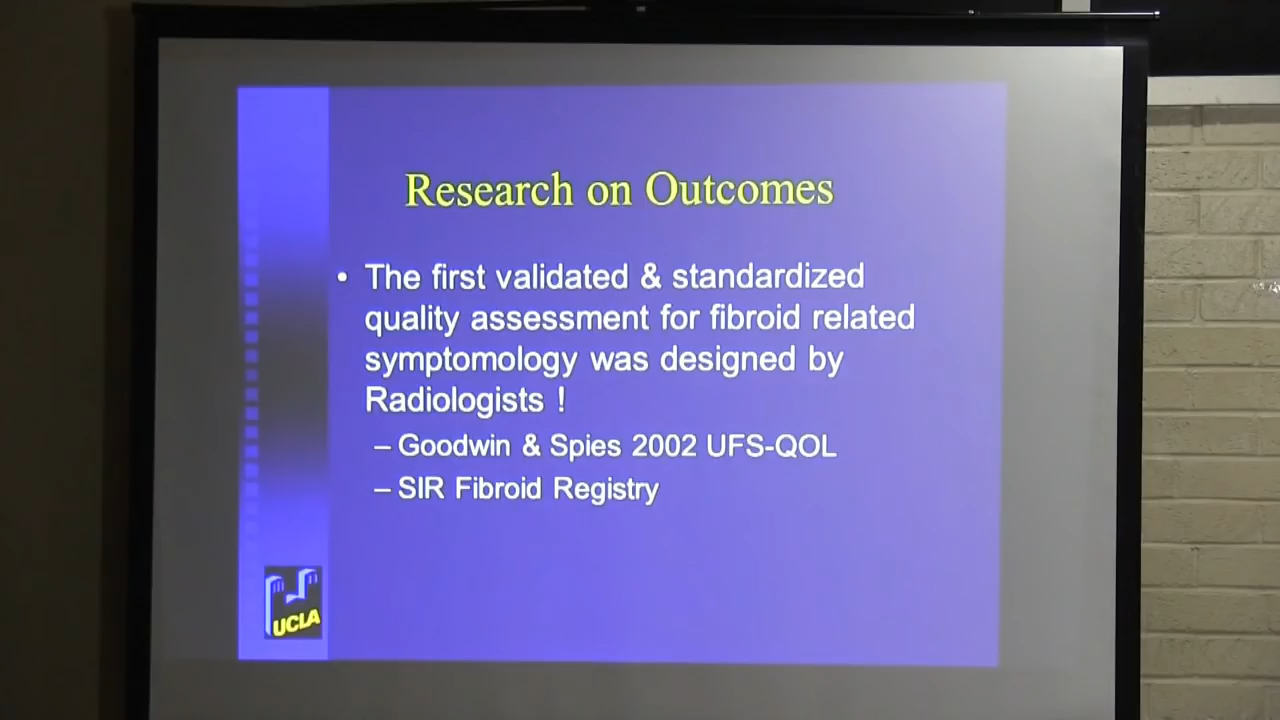 Research on Outcomes
• The first validated & standardized
quality assessment for fibroid related
symptomology was designed by
Radiologists !
– Goodwin & Spies 2002 UFS-QOL
– SIR Fibroid Registry
UCLA